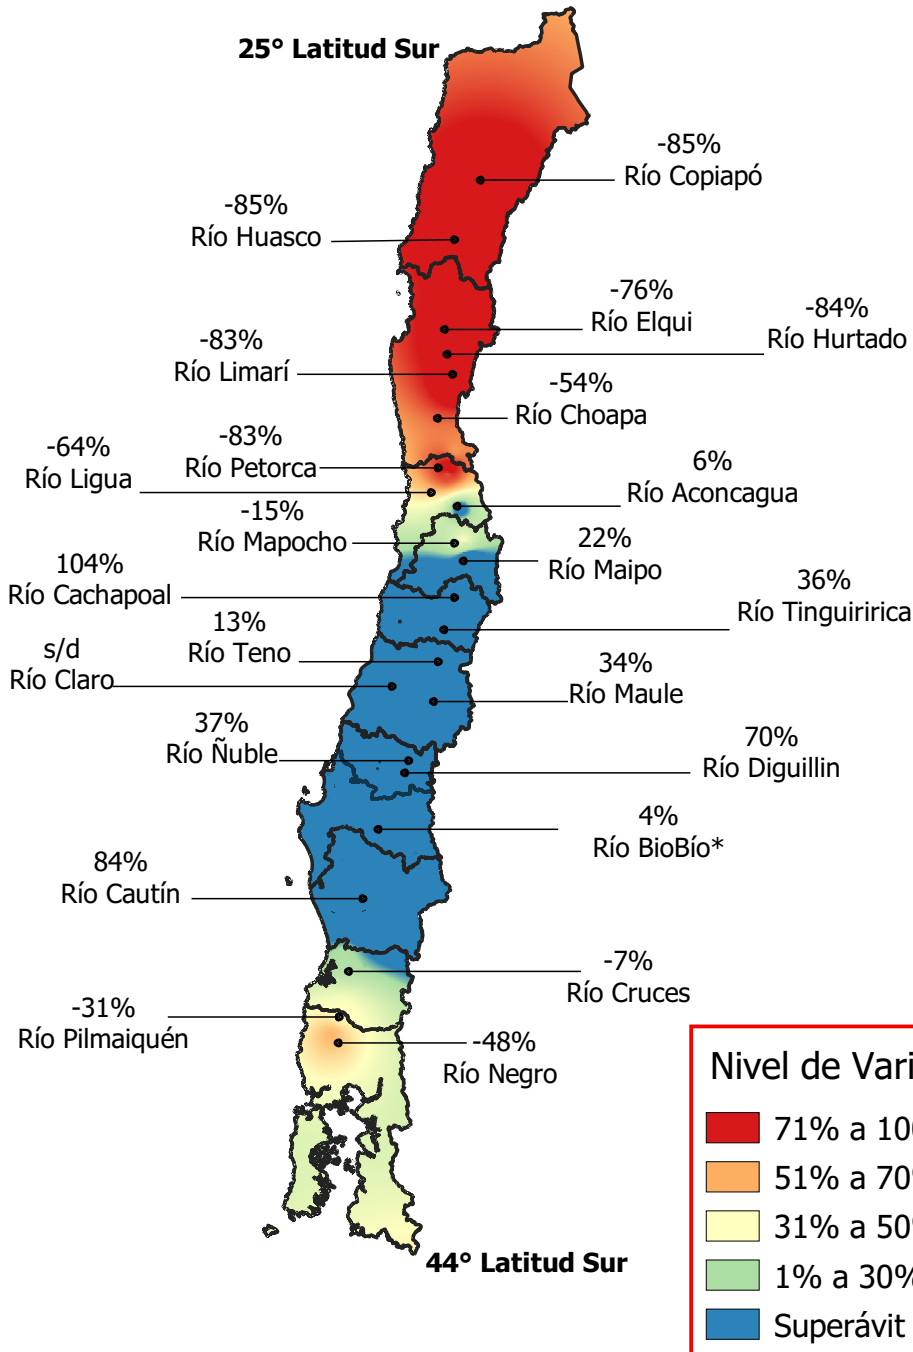 25° Latitud Sur
-85%
Río Copiapó
-85%
Río Huasco
-76%
Río Elqui
-84%
Río Hurtado
-83%
Río Limarí
-54%
Río Choapa
-64%
Río Ligua
-83%
Río Petorca
6%
Río Aconcagua
-15%
Río Mapocho
22%
Río Maipo
104%
Río Cachapoal
36%
Río Tinguiririca
13%
Río Teno
s/d
Río Claro
34%
Río Maule
37%
Río Ñuble
70%
Río Diguillin
4%
Río BioBío*
84%
Río Cautín
-7%
Río Cruces
-31%
Río Pilmaiquén
-48%
Río Negro
44° Latitud Sur
Nivel de Vari
71% a 100
51% a 70%
31% a 50%
1% a 30%
Superávit